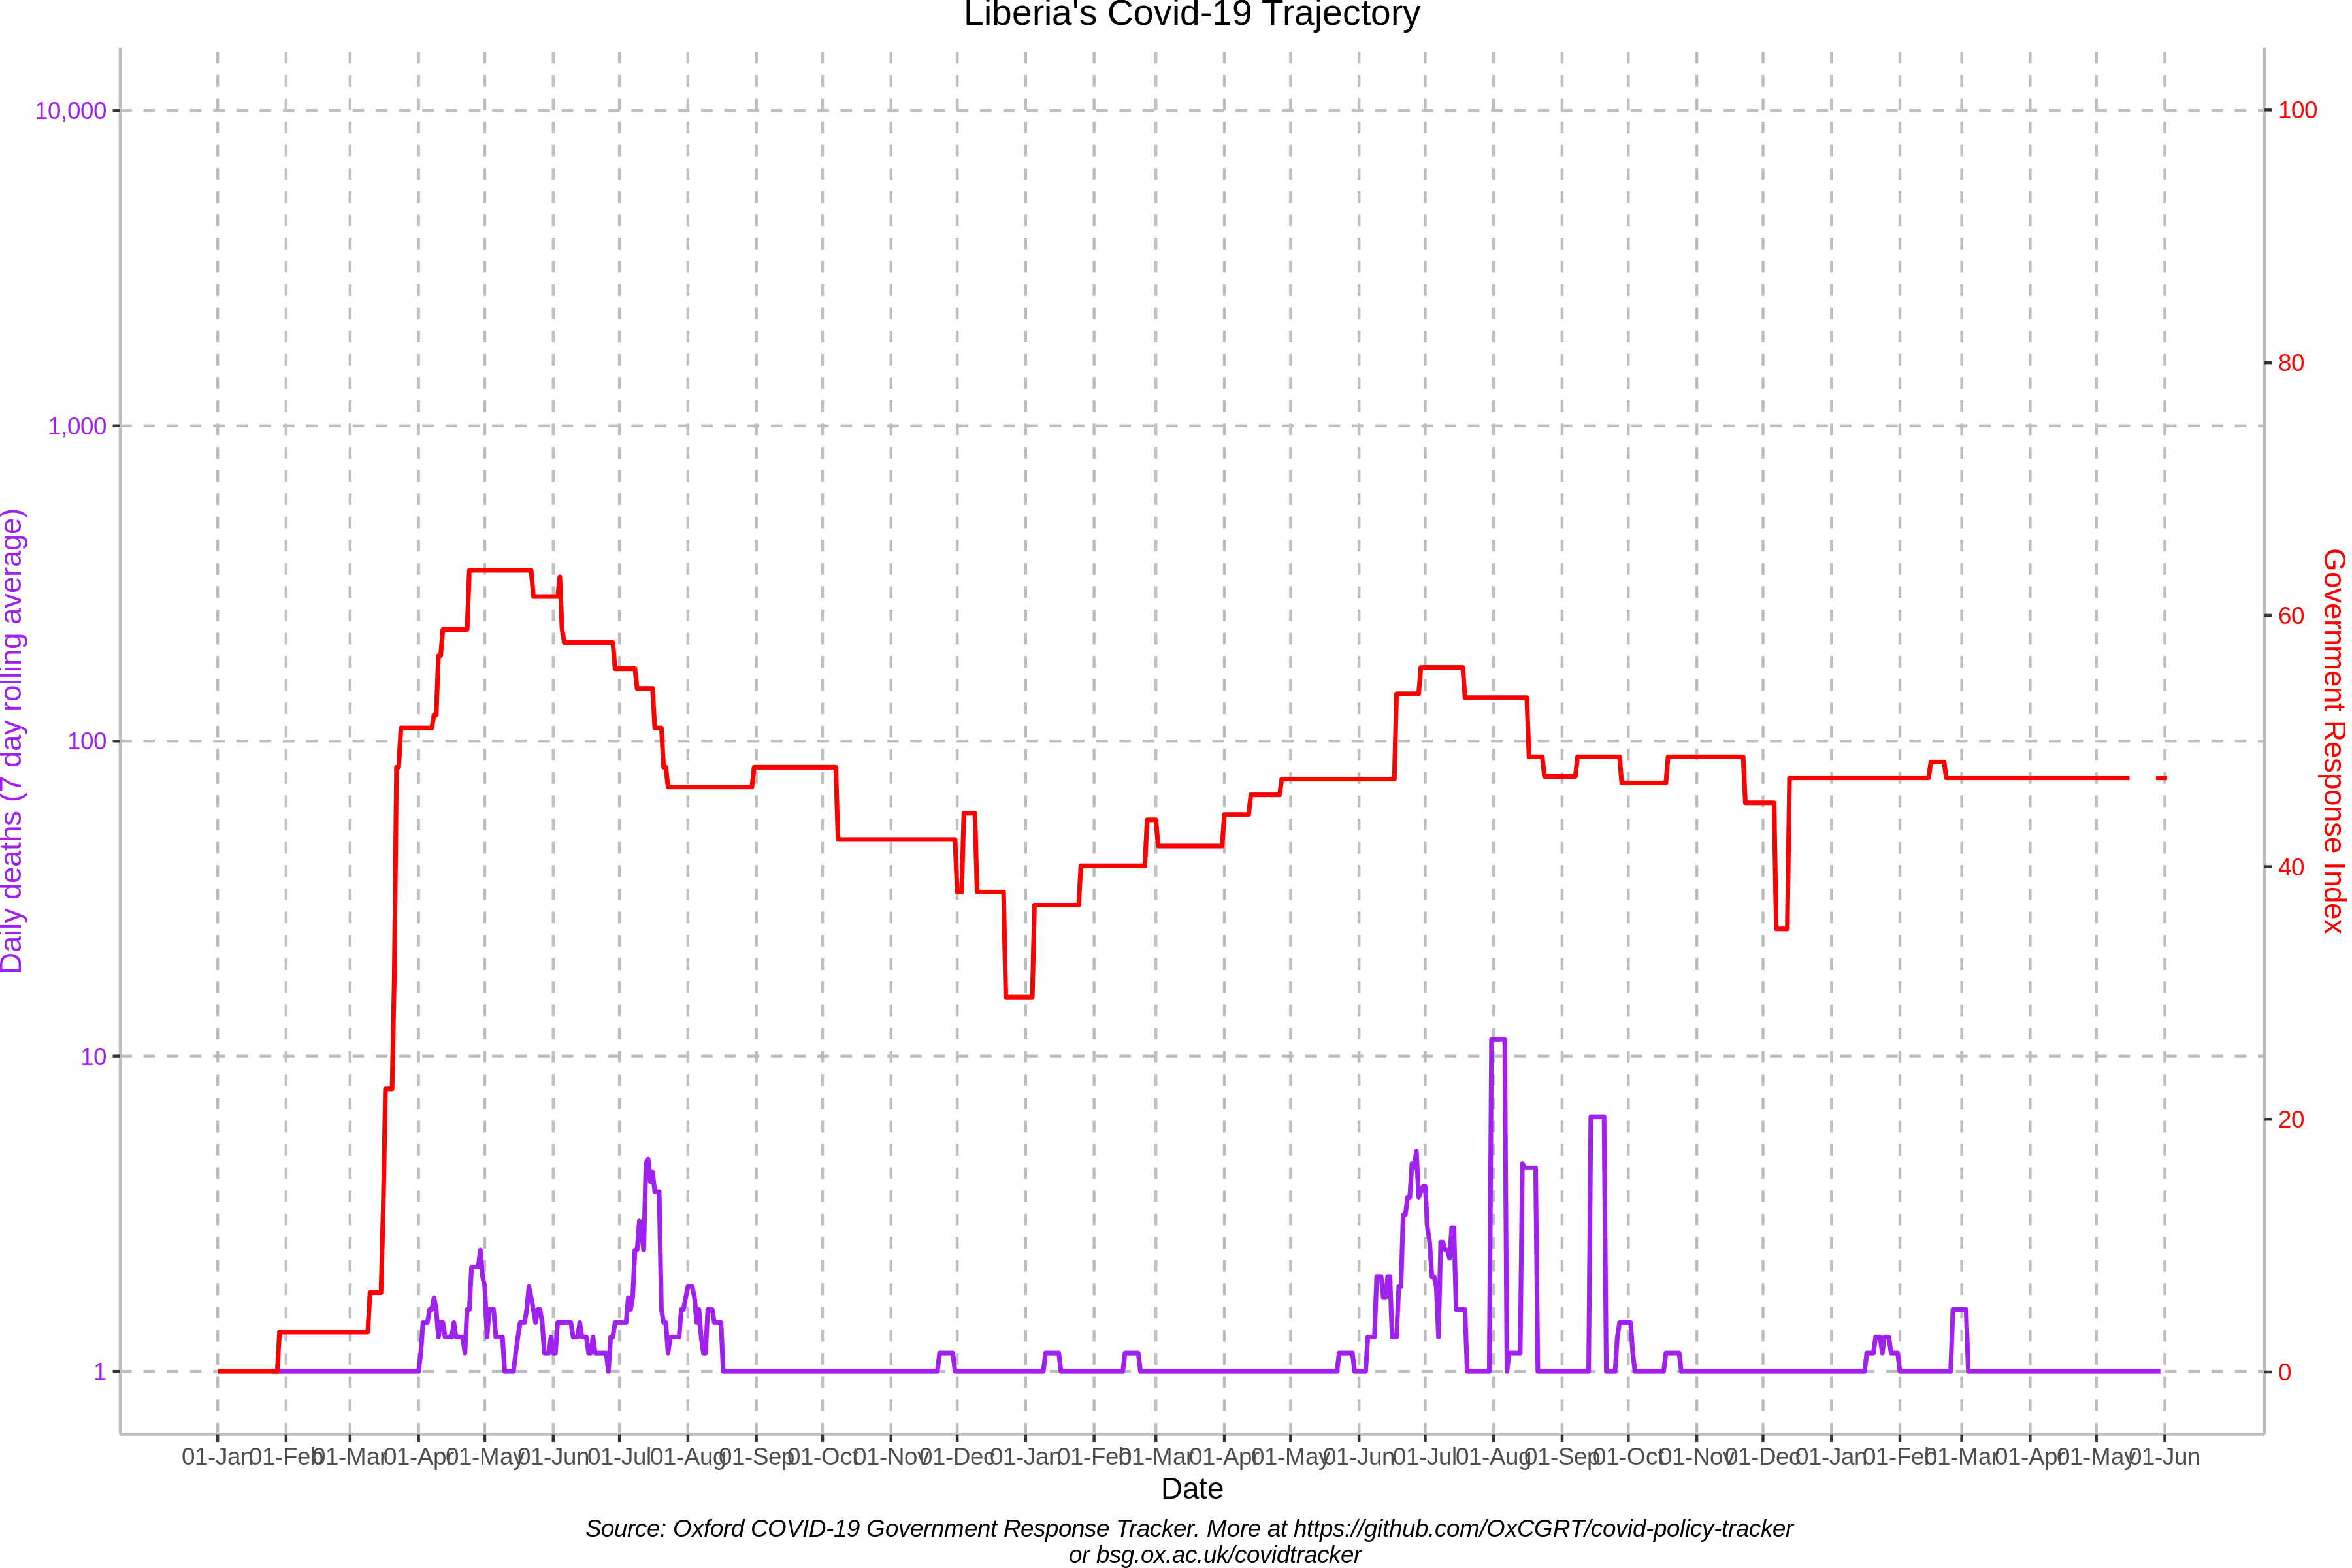 Liberia's Covid-19 Trajectory
10,000
1,000
100
10
1
Daily deaths (7 day rolling average)
100
80
60
40
20
0
Government Response Index
01-Jan 01-Feb 01-Mar 01-Apr 01-May 01-Jun 01-Jul 01-Aug 01-Sep 01-Oct 01-Nov 01-Dec 01-Jan 01-Feb 01-Mar 01-Apr 01-May 01-Jun 01-Jul 01-Aug 01-Sep 01-Oct 01-Nov 01-Dec 01-Jan 01-Feb 01-Mar 01-Apr 01-May 01-Jun
Date
Source: Oxford COVID-19 Government Response Tracker. More at https://github.com/OxCGRT/covid-policy-tracker
or bsg.ox.ac.uk/covidtracker